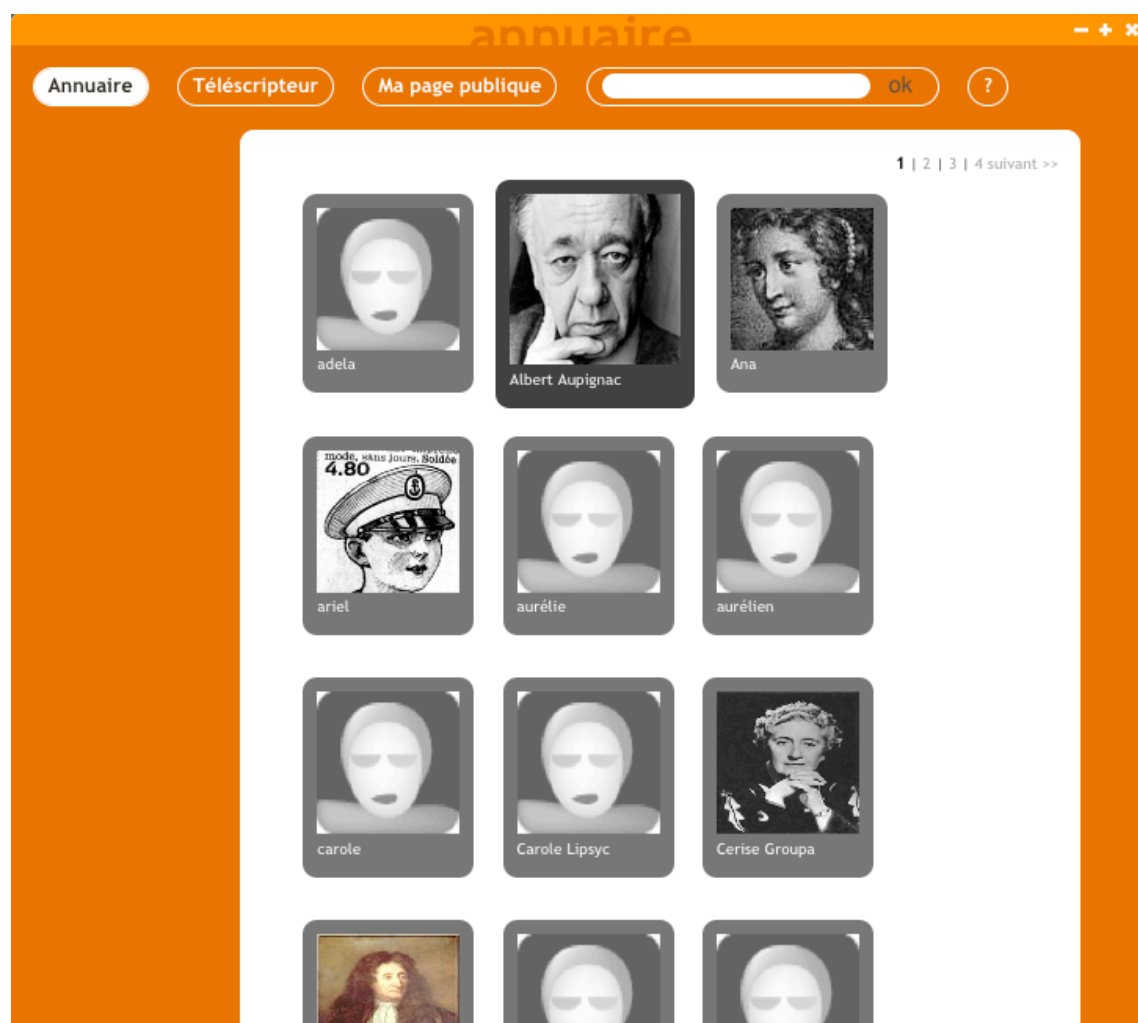 annuaire
Annuaire
Téléscripteur
Ma page publique
ok
?
1 | 2 | 3 | 4 suivant >>
adela
Albert Aupignac
Ana
mode, sans jours. Soldée
4.80
ariel
aurélie
aurélien
carole
Carole Lipsyc
Cerise Groupa